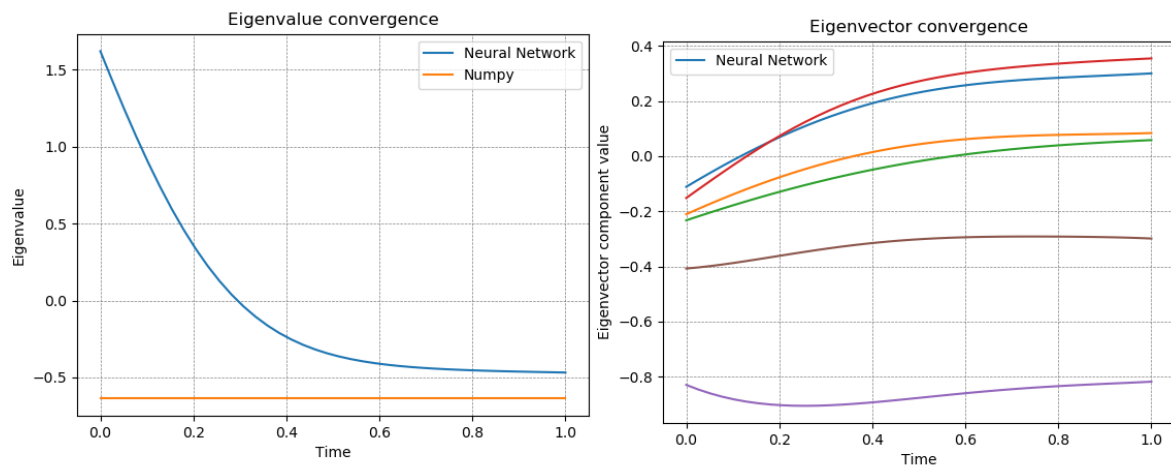 Eigenvalue convergence
Neural Network
Numpy
1.5
1.0
0.5
0.0
−0.5
Eigenvalue
0.0 0.2 0.4 0.6 0.8 1.0
Time
Eigenvector convergence
Neural Network
0.4
0.2
0.0
−0.2
−0.4
−0.6
−0.8
Eigenvector component value
0.0 0.2 0.4 0.6 0.8 1.0
Time